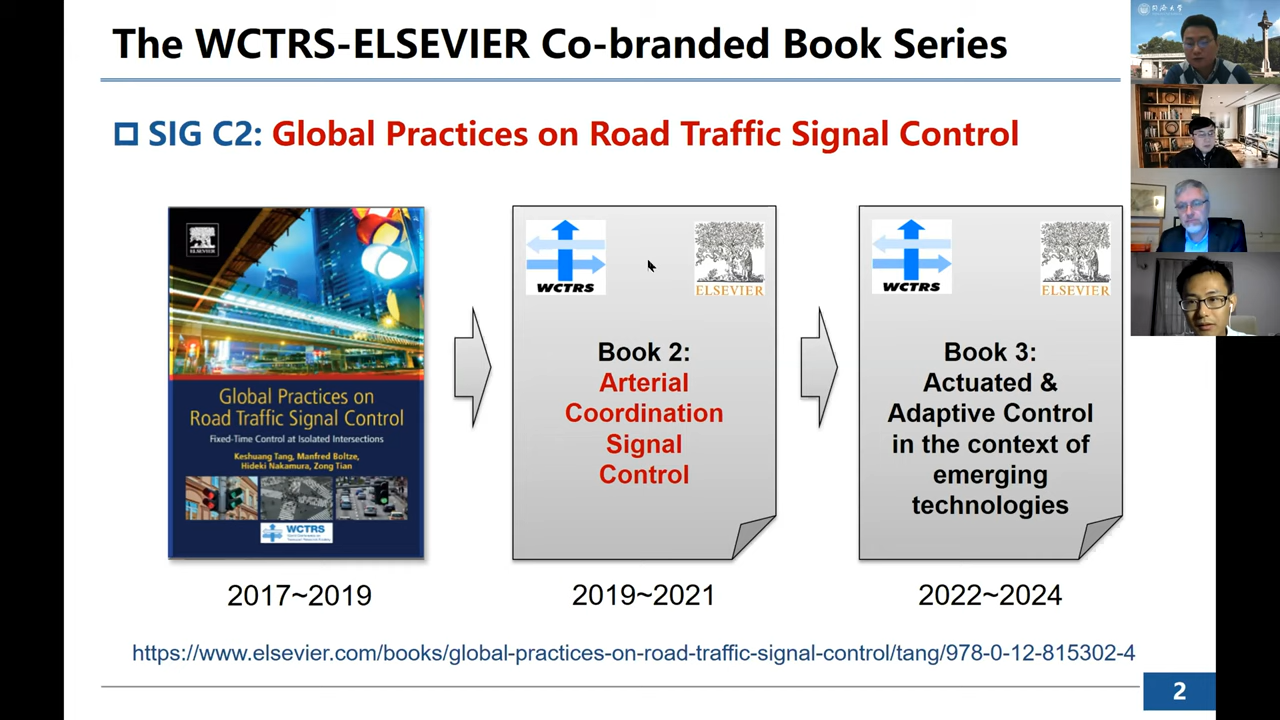 The WCTRS-ELSEVIER Co-branded Book Series
SIG C2: Global Practices on Road Traffic Signal Control
ELSEVIER
Global Practices on
Road Traffic Signal Control
Fixed-Time Control at Isolated Intersections
Keshuang Tang, Manfred Boltze,
Hideki Nakamura, Zong Tian
WCTRS
2017~2019
WCTRS
ELSEVIER
Book 2:
Arterial
Coordination
Signal
Control
2019~2021
WCTRS
ELSEVIER
Book 3:
Actuated &
Adaptive Control
in the context of
emerging
technologies
2022~2024
https://www.elsevier.com/books/global-practices-on-road-traffic-signal-control/tang/978-0-12-815302-4
2
同济大学